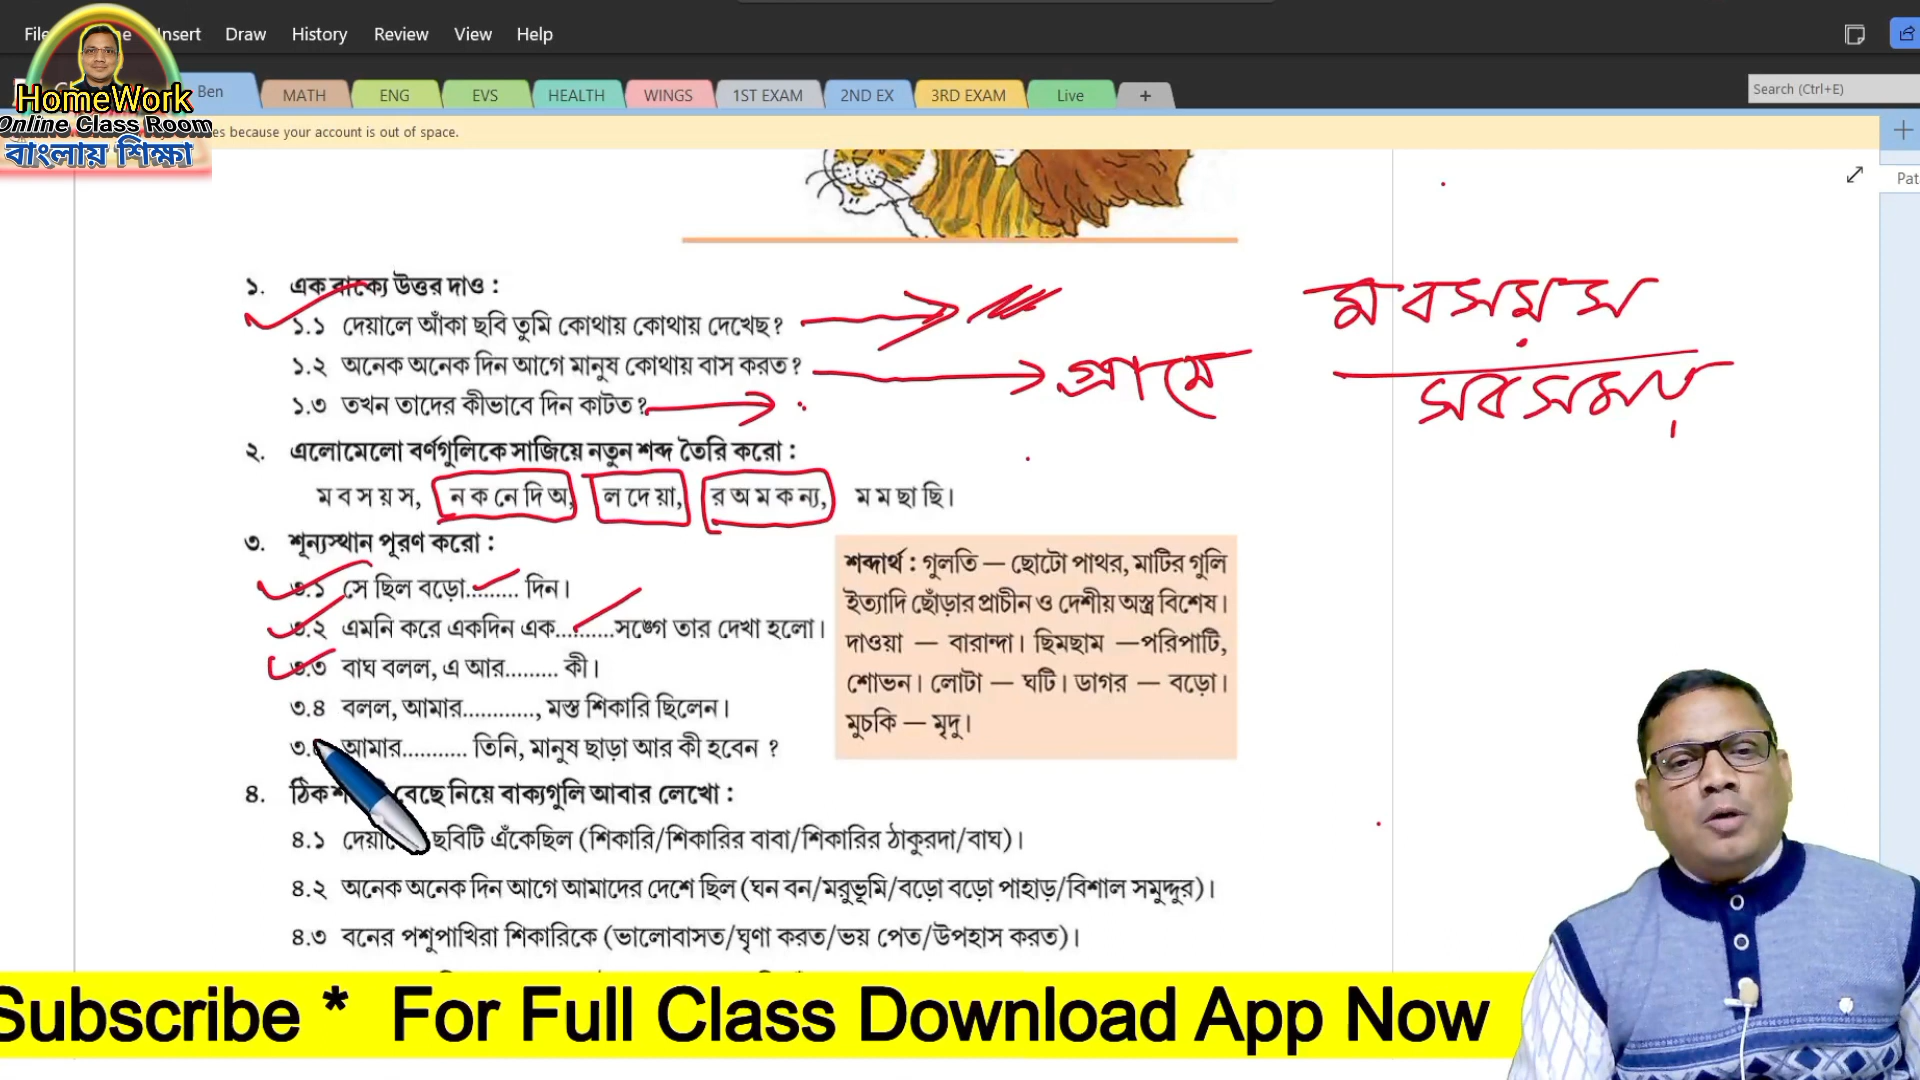 File Home Insert Draw History Review View Help
HomeWork
Online Class Room
বাংলায় শিক্ষা
Ben MATH ENG EVS HEALTH WINGS 1ST EXAM 2ND EX 3RD EXAM Live +
Search (Ctrl+E)
es because your account is out of space.
Pat
১. এক বাক্যে উত্তর দাও :
১.১ দেয়ালে আঁকা ছবি তুমি কোথায় কোথায় দেখেছ?
১.২ অনেক অনেক দিন আগে মানুষ কোথায় বাস করত? গ্রামে
১.৩ তখন তাদের কীভাবে দিন কাটত?
মবসয়স
সবসময়
২. এলোমেলো বর্ণগুলিকে সাজিয়ে নতুন শব্দ তৈরি করো :
ম ব স য় স, ন ক নে দি অ, ল দে য়া, র অ ম ক ন্য, ম ম ছা ছি।
৩. শূন্যস্থান পূরণ করো :
৩.১ সে ছিল বড়ো........ দিন।
৩.২ এমনি করে একদিন এক.........সঙ্গে তার দেখা হলো।
৩.৩ বাঘ বলল, এ আর........ কী।
৩.৪ বলল, আমার..........., মস্ত শিকারি ছিলেন।
৩. আমার.......... তিনি, মানুষ ছাড়া আর কী হবেন ?
শব্দার্থ : গুলতি — ছোটো পাথর, মাটির গুলি
ইত্যাদি ছোঁড়ার প্রাচীন ও দেশীয় অস্ত্র বিশেষ।
দাওয়া — বারান্দা। ছিমছাম —পরিপাটি,
শোভন। লোটা — ঘটি। ডাগর — বড়ো।
মুচকি — মৃদু।
৪. ঠিক বেছে নিয়ে বাক্যগুলি আবার লেখো :
৪.১ দেয়ালে ছবিটি এঁকেছিল (শিকারি/শিকারির বাবা/শিকারির ঠাকুরদা/বাঘ)।
৪.২ অনেক অনেক দিন আগে আমাদের দেশে ছিল (ঘন বন/মরুভূমি/বড়ো বড়ো পাহাড়/বিশাল সমুদ্দুর)।
৪.৩ বনের পশুপাখিরা শিকারিকে (ভালোবাসত/ঘৃণা করত/ভয় পেত/উপহাস করত)।
Subscribe * For Full Class Download App Now